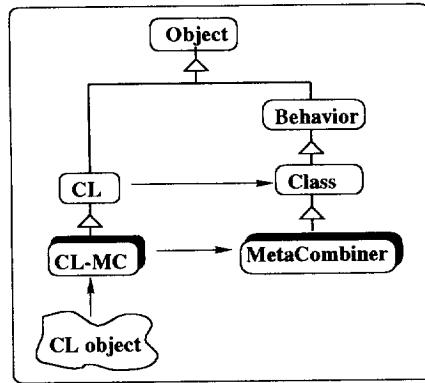 Object
Behavior
CL
Class
CL-MC
MetaCombiner
CL object